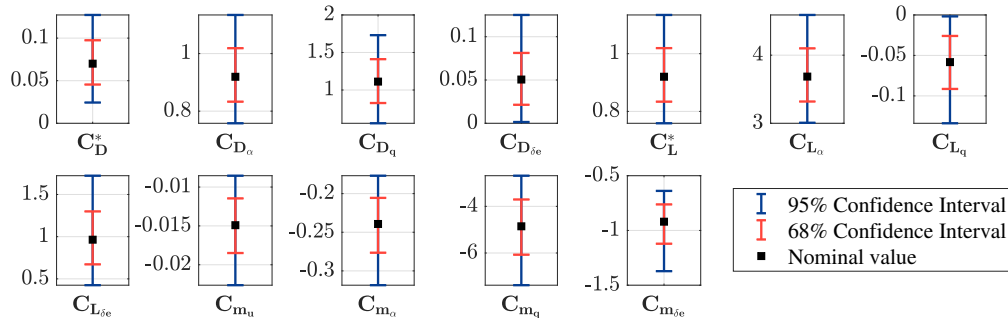 0.1
0.05
0
C*D
1
0.8
CDα
2
1.5
1
CDq
0.1
0.05
0
CDδe
1
0.8
C*L
4
3
CLα
0
-0.05
-0.1
CLq
1.5
1
0.5
CLδe
-0.01
-0.015
-0.02
Cmu
-0.2
-0.25
-0.3
Cmα
-4
-6
Cmq
-0.5
-1
-1.5
Cmδe
95% Confidence Interval
68% Confidence Interval
Nominal value